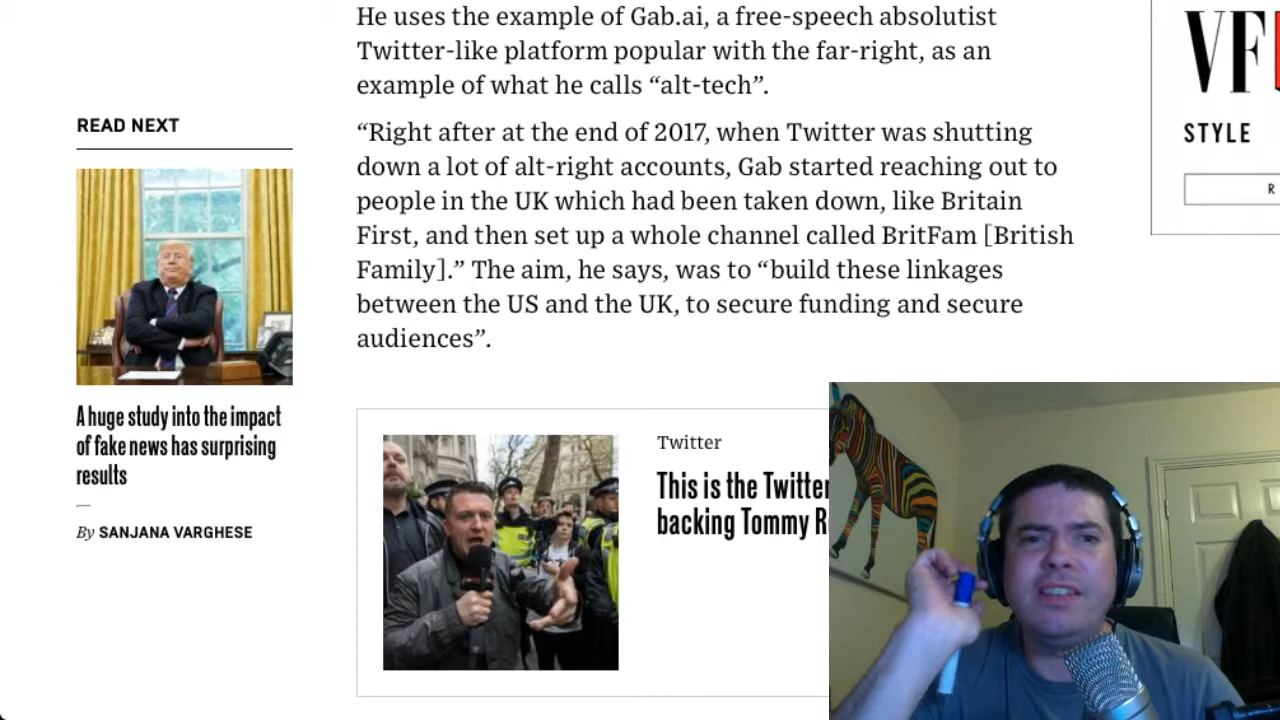 He uses the example of Gab.ai, a free-speech absolutist
Twitter-like platform popular with the far-right, as an
example of what he calls “alt-tech”.
“Right after at the end of 2017, when Twitter was shutting
down a lot of alt-right accounts, Gab started reaching out to
people in the UK which had been taken down, like Britain
First, and then set up a whole channel called BritFam [British
Family].” The aim, he says, was to “build these linkages
between the US and the UK, to secure funding and secure
audiences”.
READ NEXT
A huge study into the impact
of fake news has surprising
results
By SANJANA VARGHESE
Twitter
This is the Twitter
backing Tommy R
VF
STYLE
R